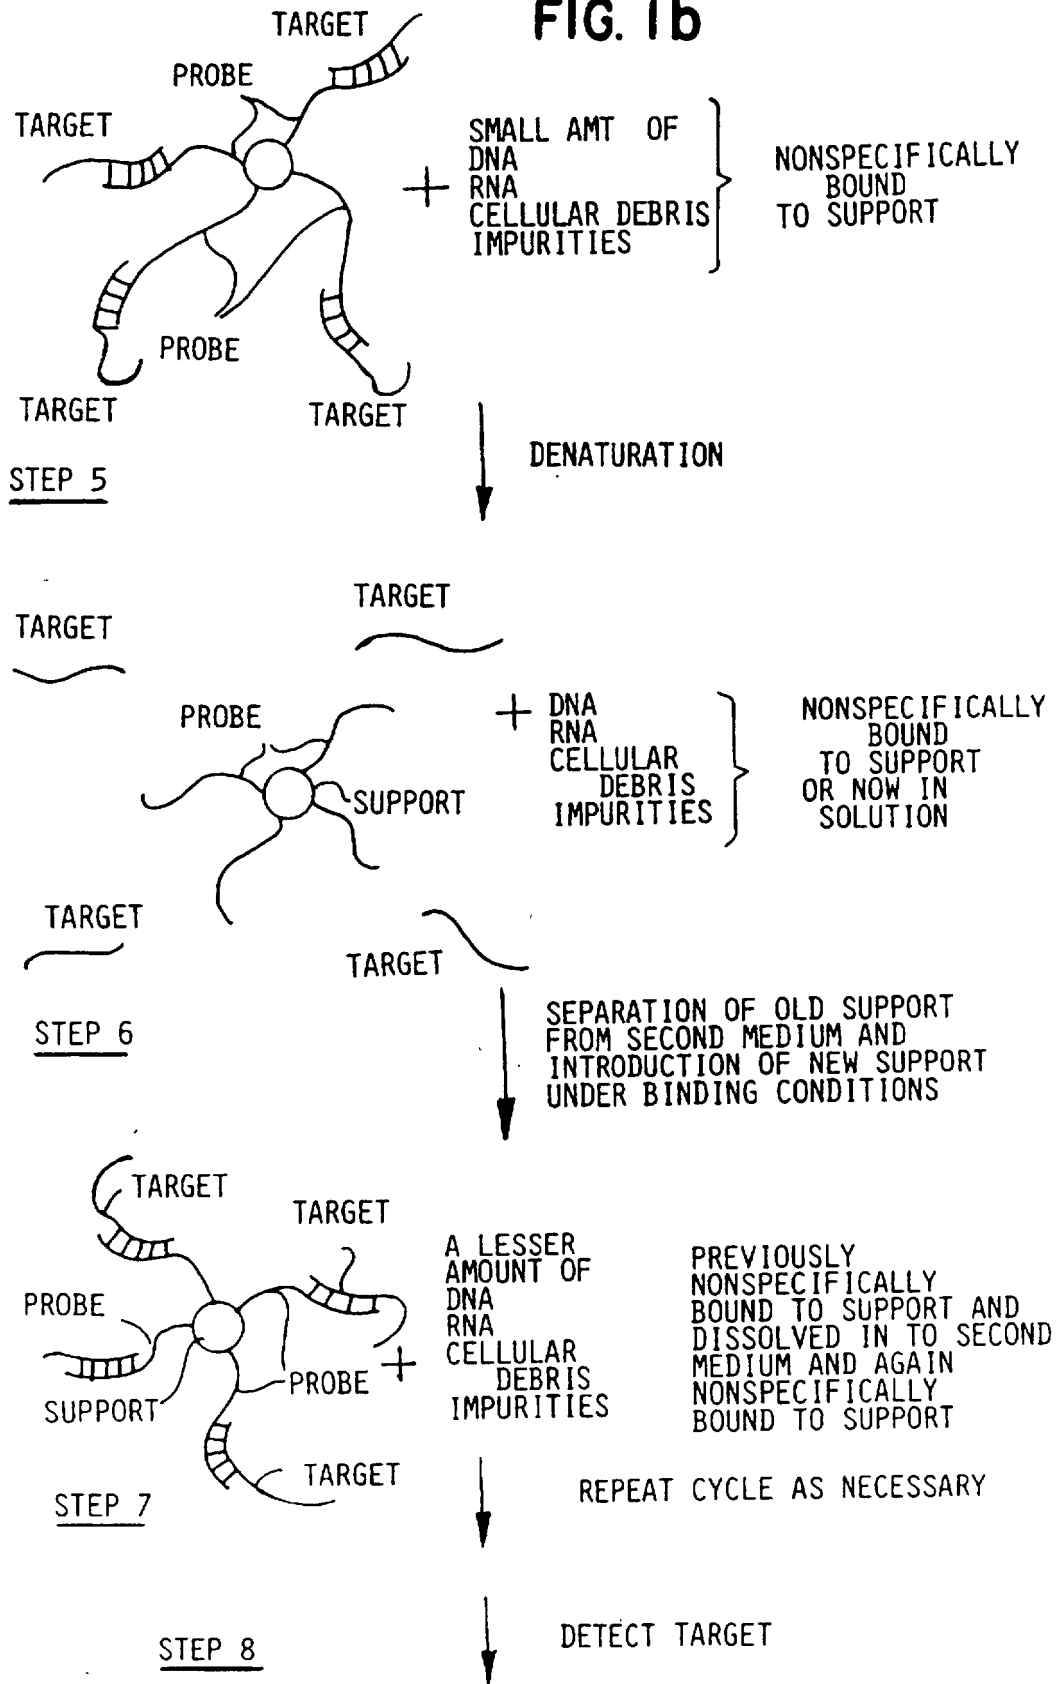 FIG. 1b
TARGET
PROBE
TARGET
SMALL AMT OF
DNA
RNA
CELLULAR DEBRIS
IMPURITIES
NONSPECIFICALLY
BOUND
TO SUPPORT
PROBE
TARGET
TARGET
STEP 5
DENATURATION
TARGET
TARGET
PROBE
SUPPORT
+ DNA
RNA
CELLULAR
DEBRIS
IMPURITIES
NONSPECIFICALLY
BOUND
TO SUPPORT
OR NOW IN
SOLUTION
TARGET
TARGET
STEP 6
SEPARATION OF OLD SUPPORT
FROM SECOND MEDIUM AND
INTRODUCTION OF NEW SUPPORT
UNDER BINDING CONDITIONS
TARGET
TARGET
PROBE
SUPPORT
PROBE
+
A LESSER
AMOUNT OF
DNA
RNA
CELLULAR
DEBRIS
IMPURITIES
PREVIOUSLY
NONSPECIFICALLY
BOUND TO SUPPORT AND
DISSOLVED IN TO SECOND
MEDIUM AND AGAIN
NONSPECIFICALLY
BOUND TO SUPPORT
TARGET
STEP 7
REPEAT CYCLE AS NECESSARY
STEP 8
DETECT TARGET